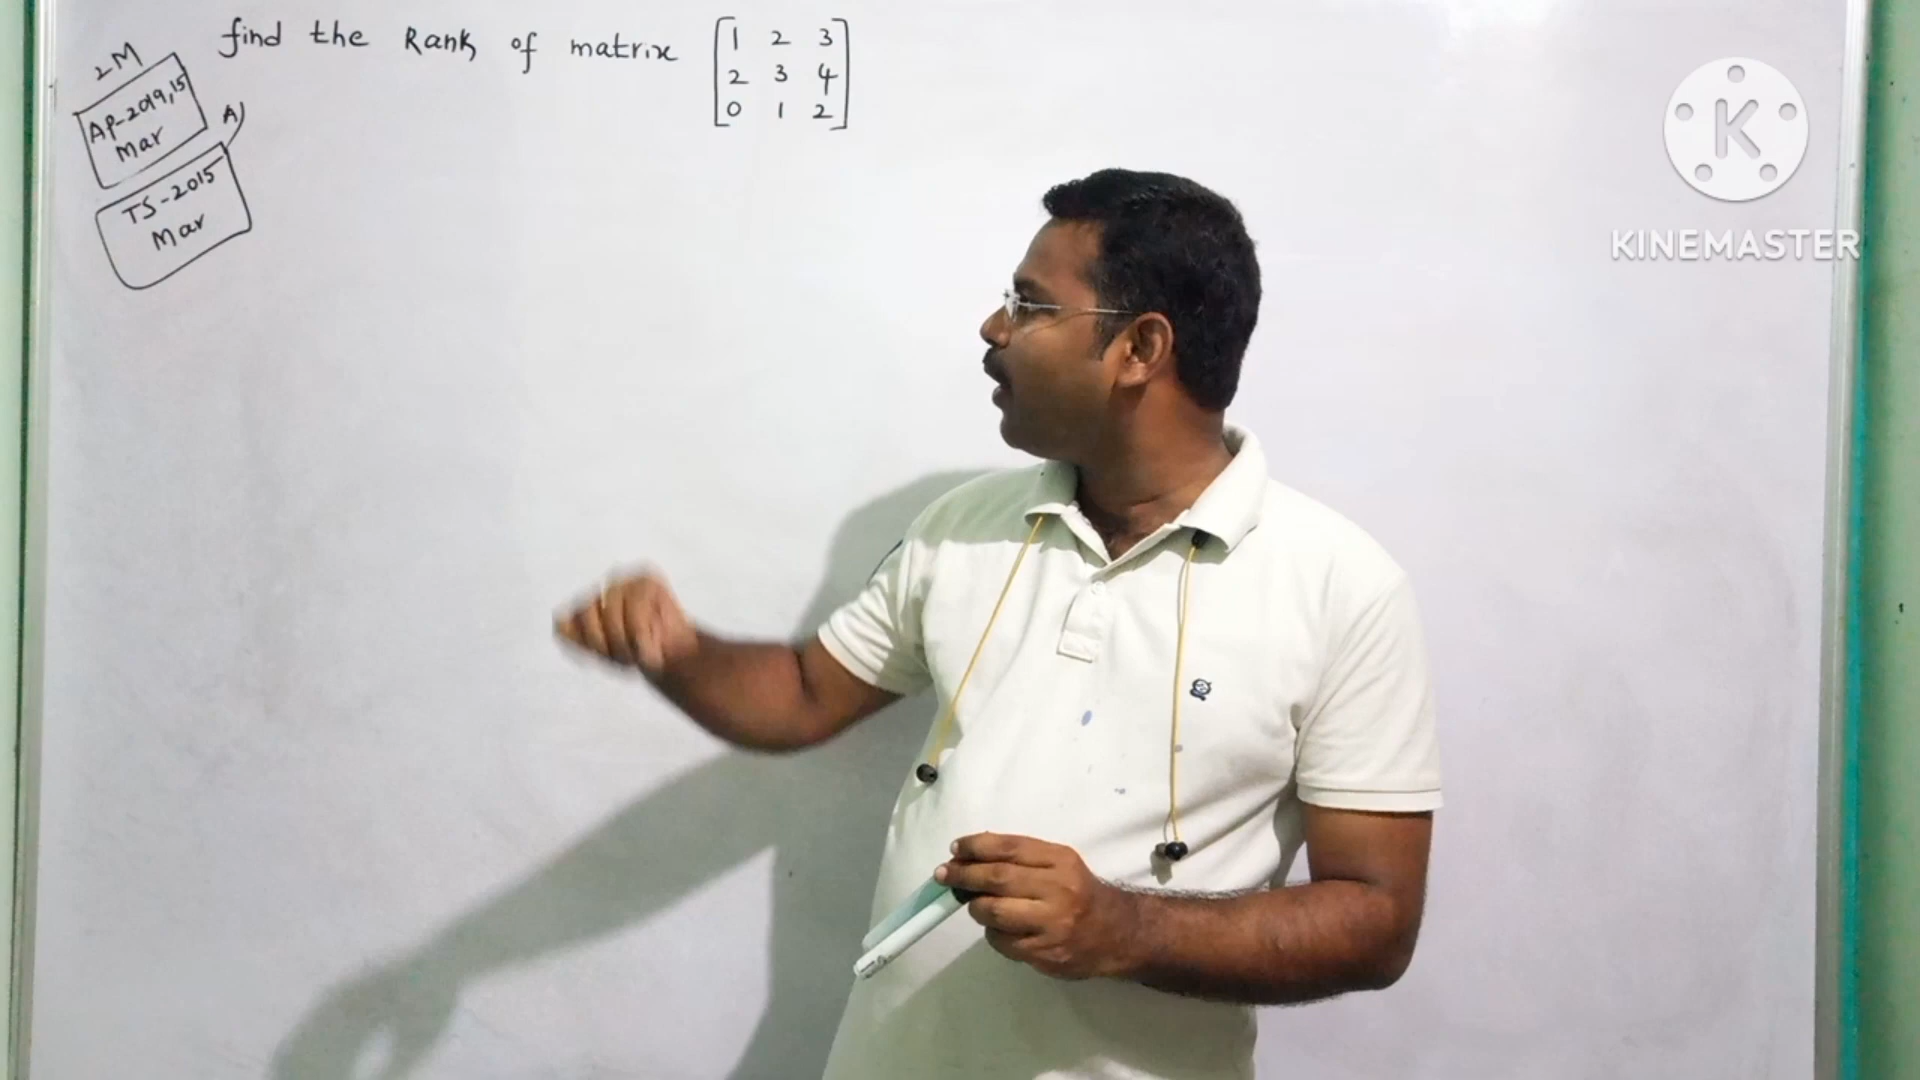 find the Rank of matrix
1 2 3
2 3 4
0 1 2
2M
AP-2019,15
Mar
A)
TS-2015
Mar
K
KINEMASTER